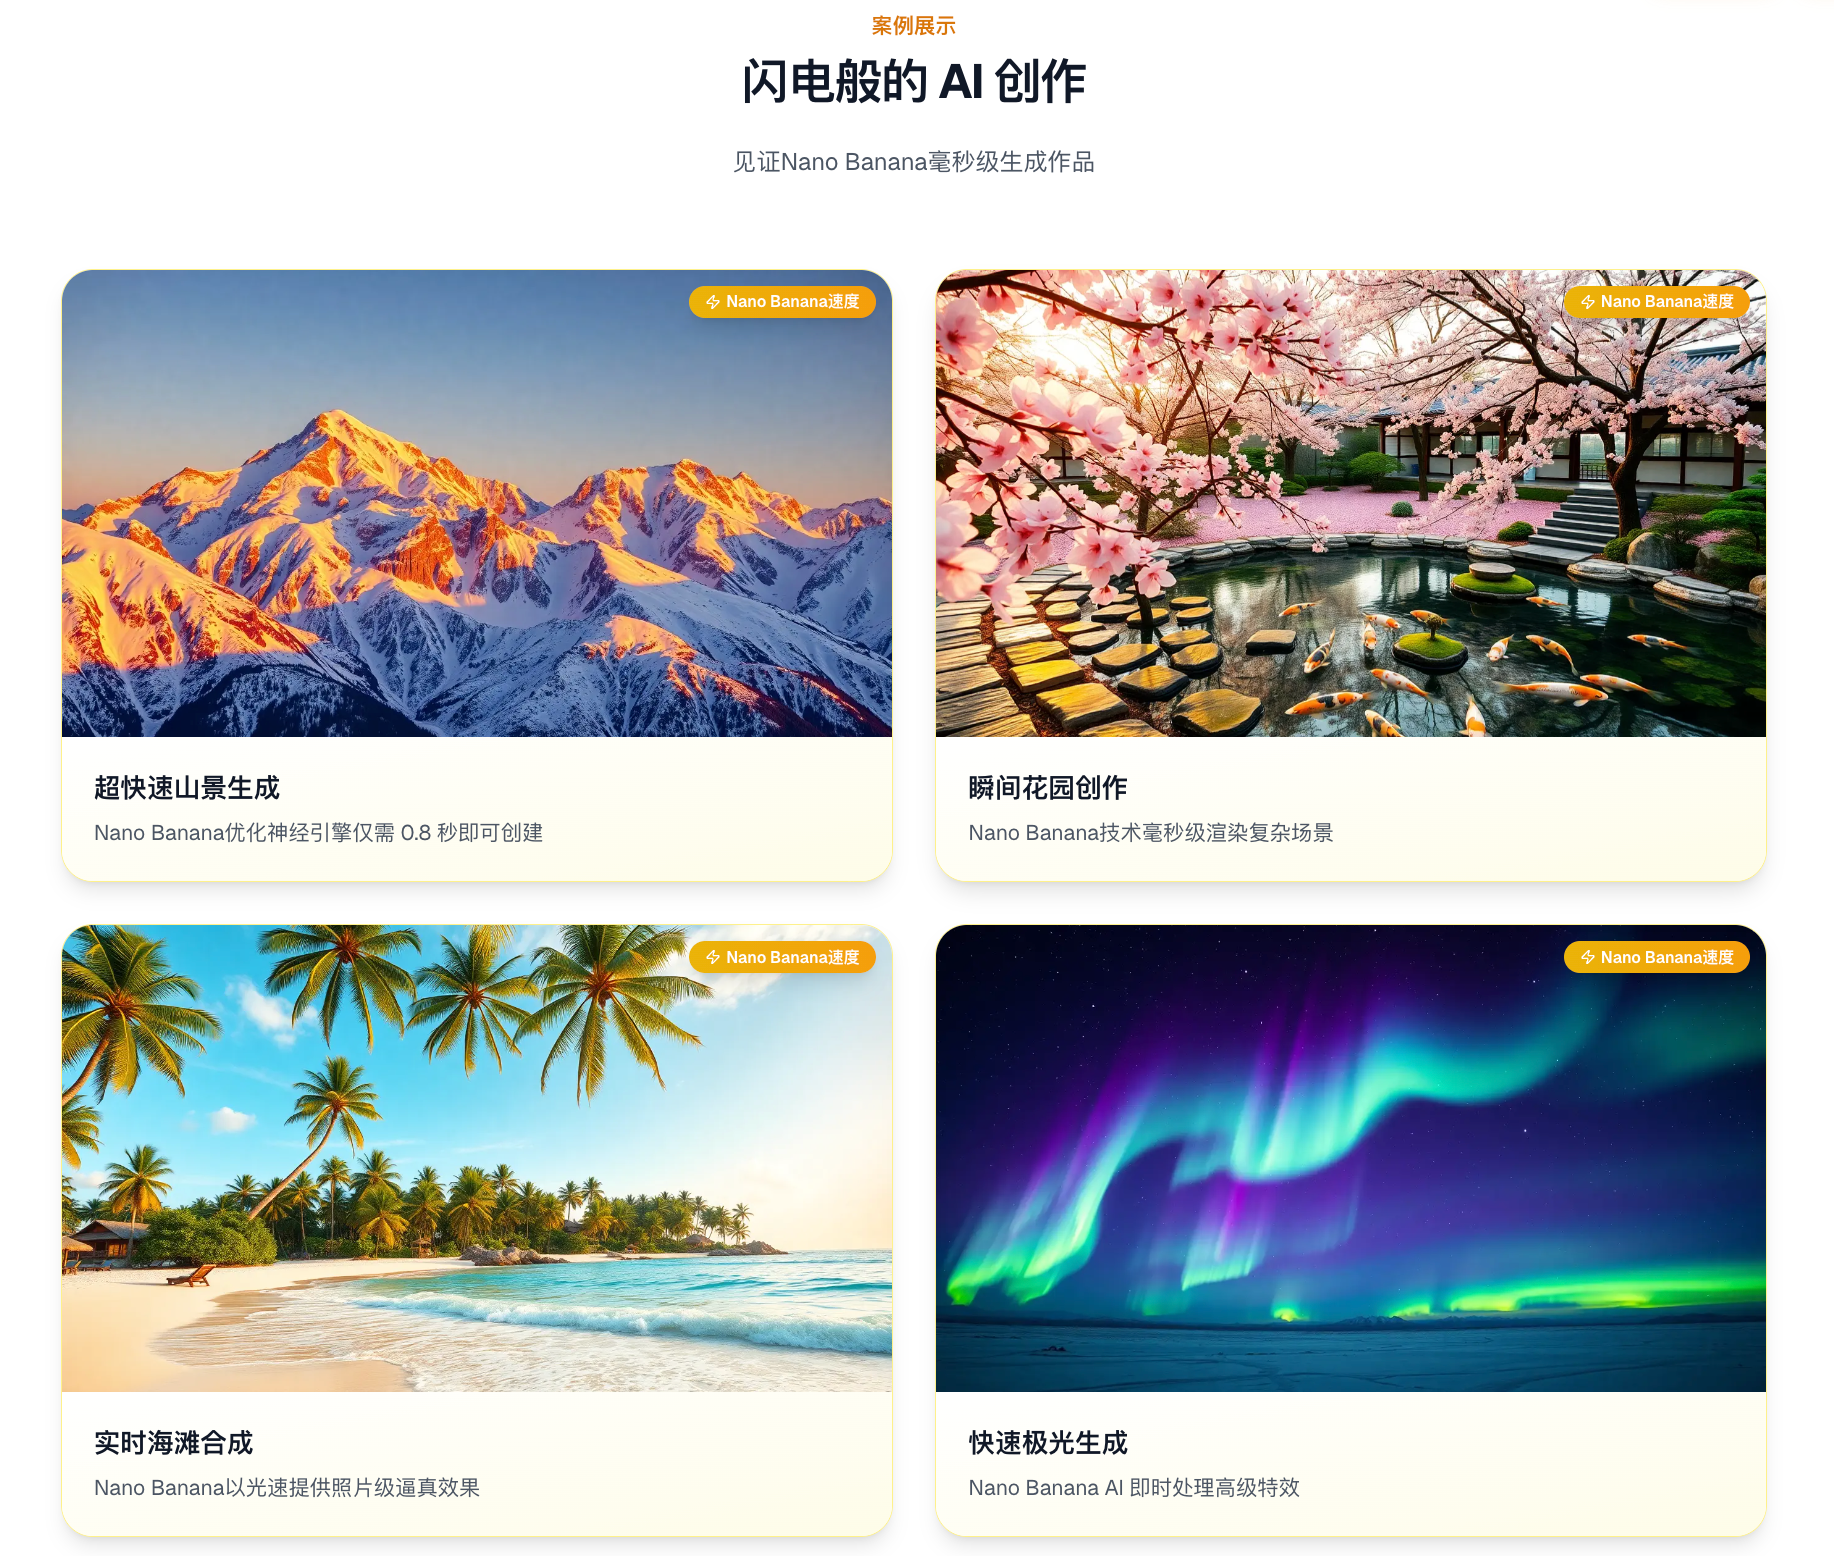 案例展示
闪电般的 AI 创作
见证Nano Banana毫秒级生成作品
Nano Banana速度
超快速山景生成
Nano Banana优化神经引擎仅需 0.8 秒即可创建
Nano Banana速度
瞬间花园创作
Nano Banana技术毫秒级渲染复杂场景
Nano Banana速度
实时海滩合成
Nano Banana以光速提供照片级逼真效果
Nano Banana速度
快速极光生成
Nano Banana AI 即时处理高级特效